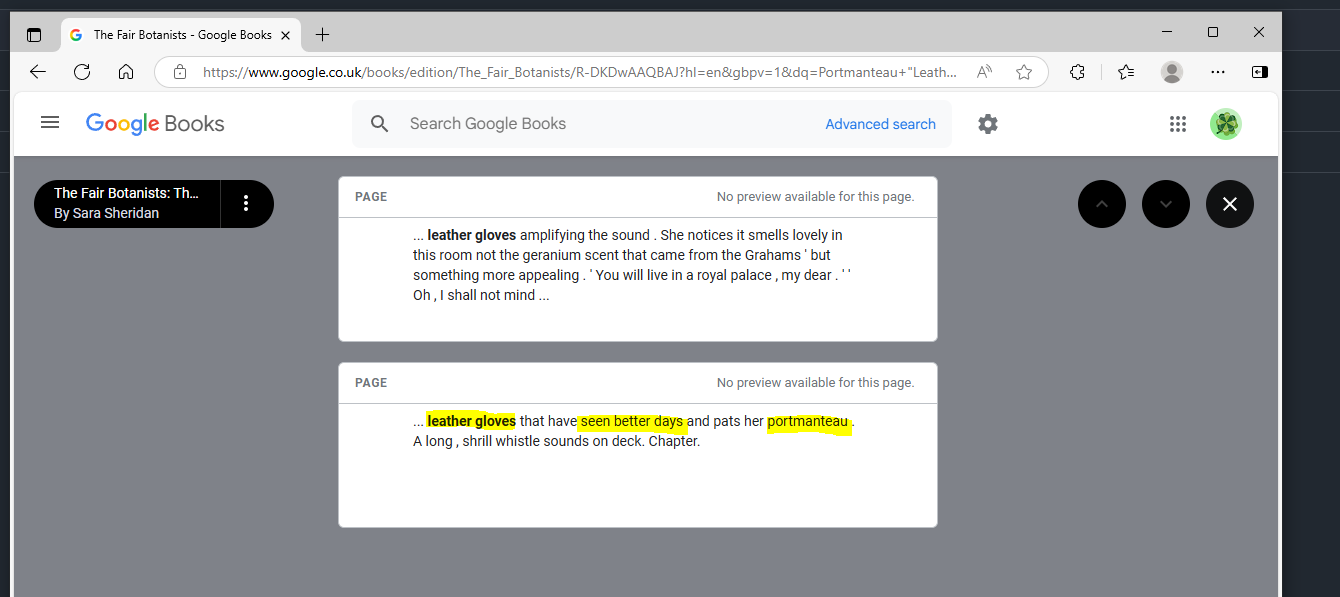 The Fair Botanists - Google Books
https://www.google.co.uk/books/edition/The_Fair_Botanists/R-DKDwAAQBAJ?hl=en&gbpv=1&dq=Portmanteau+"Leath...
Google Books
Search Google Books
Advanced search
The Fair Botanists: Th...
By Sara Sheridan
PAGE
No preview available for this page.
... leather gloves amplifying the sound . She notices it smells lovely in
this room not the geranium scent that came from the Grahams ' but
something more appealing . ' You will live in a royal palace , my dear . ' '
Oh , I shall not mind ...
PAGE
No preview available for this page.
... leather gloves that have seen better days and pats her portmanteau .
A long , shrill whistle sounds on deck. Chapter.